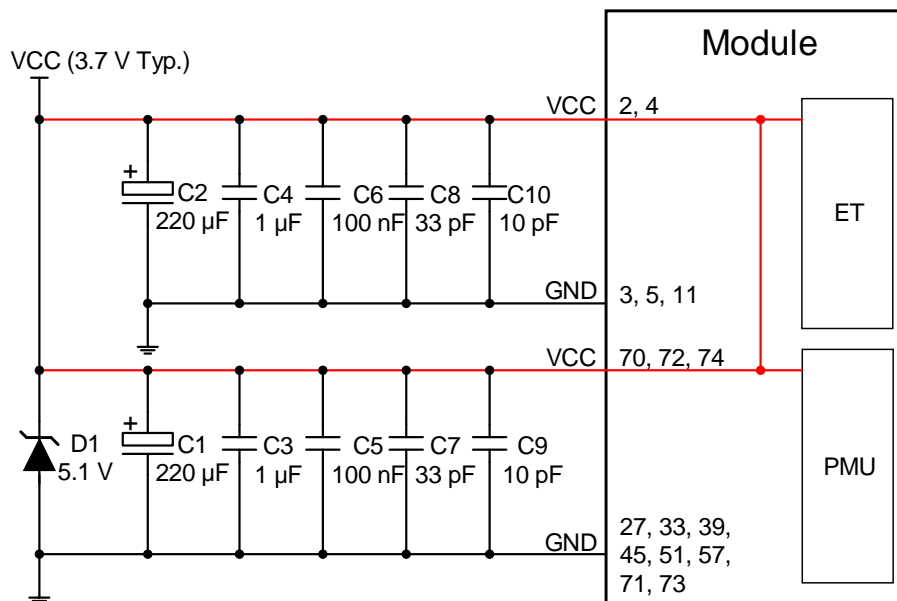 Module
VCC (3.7 V Typ.)
VCC 2, 4
+
C2 C4 C6 C8 C10
220 µF 1 µF 100 nF 33 pF 10 pF
ET
GND 3, 5, 11
VCC 70, 72, 74
+
D1 C1 C3 C5 C7 C9
5.1 V 220 µF 1 µF 100 nF 33 pF 10 pF
PMU
GND 27, 33, 39,
45, 51, 57,
71, 73